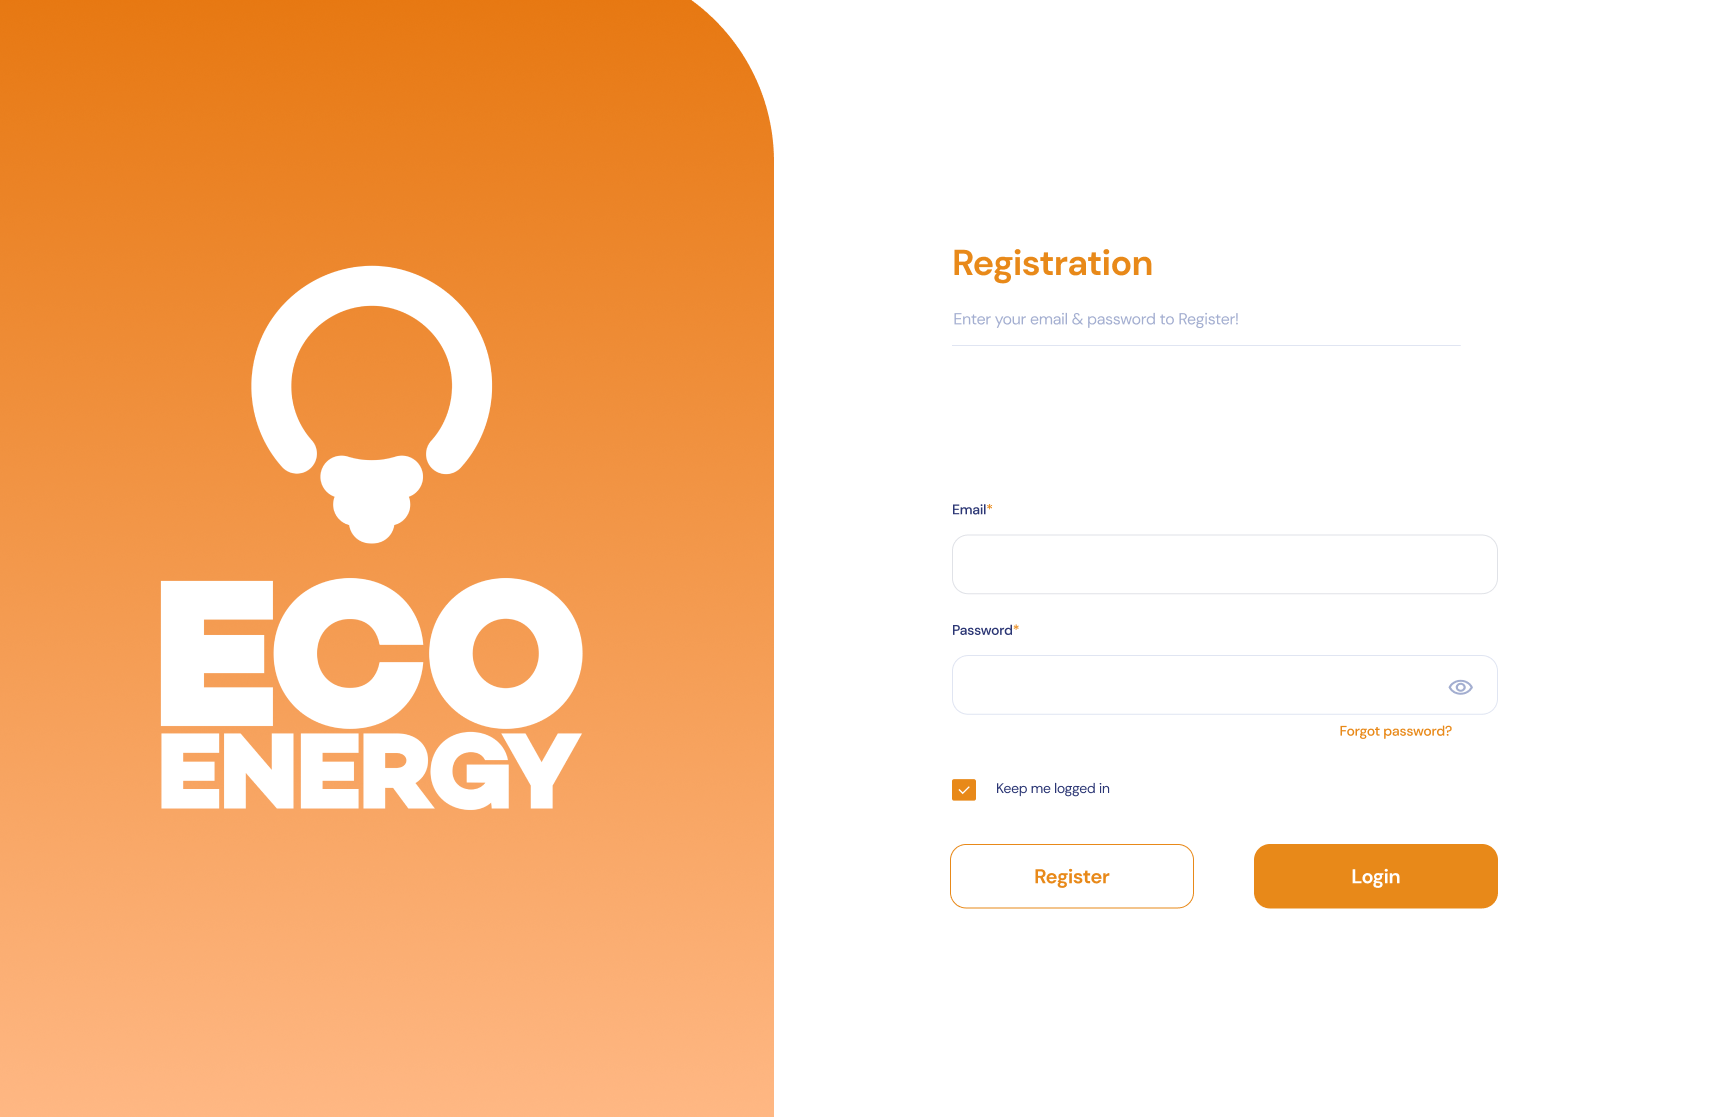 ECO
ENERGY
Registration
Enter your email & password to Register!
Email*
Password*
Forgot password?
Keep me logged in
Register
Login